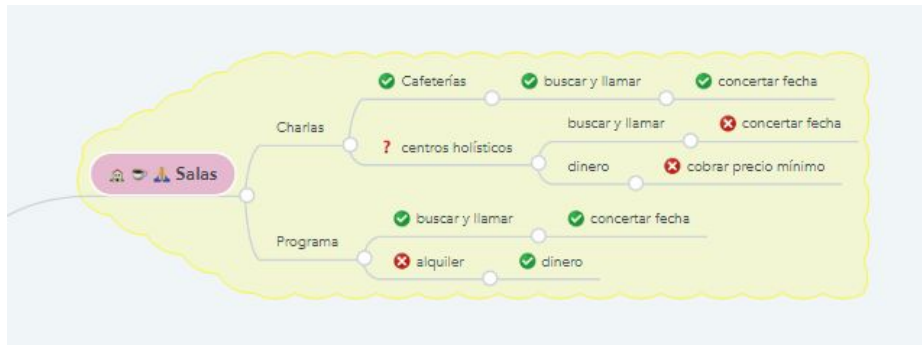 Salas
Charlas
Cafeterías
buscar y llamar
concertar fecha
centros holísticos
buscar y llamar
concertar fecha
dinero
cobrar precio mínimo
Programa
buscar y llamar
concertar fecha
alquiler
dinero